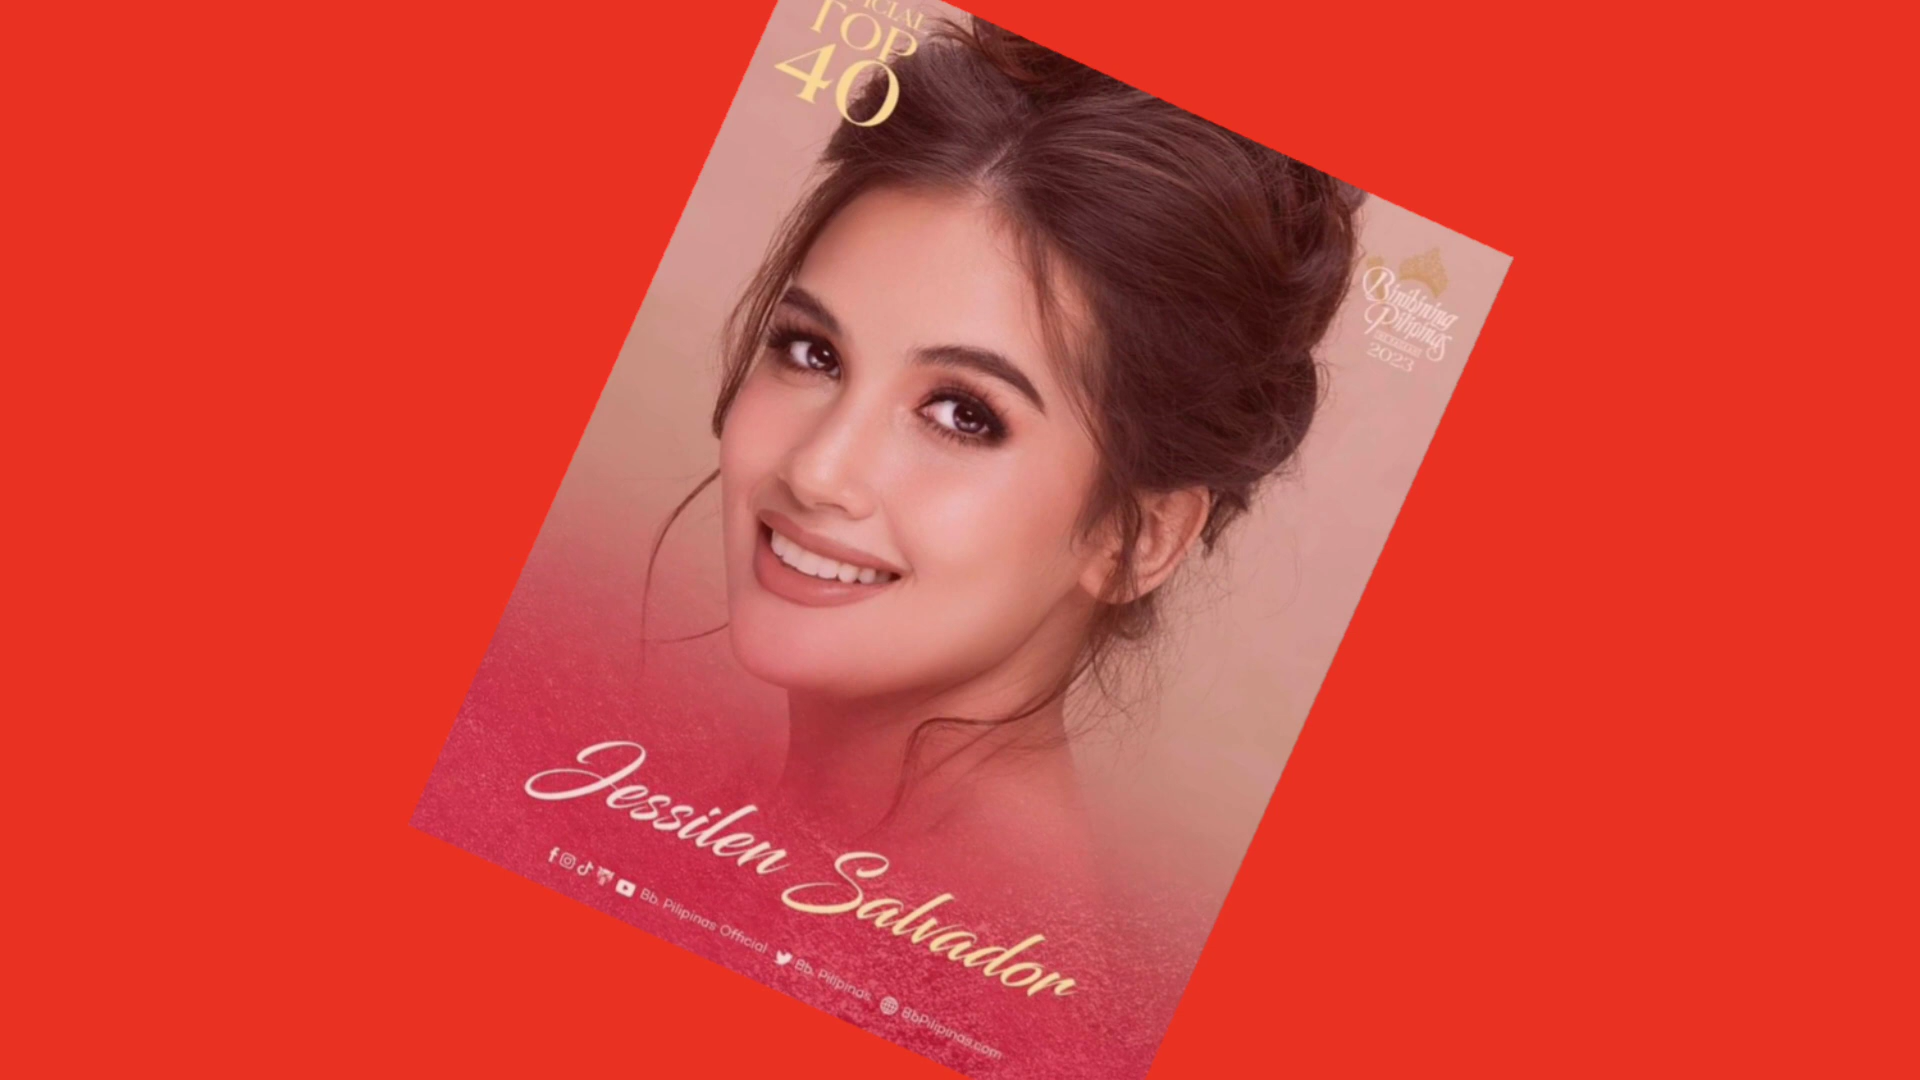 TOP
40
Binibining
Pilipinas
2023
Jessilen Salvador
Bb. Pilipinas Official Bb. Pilipinas BbPilipinas.com